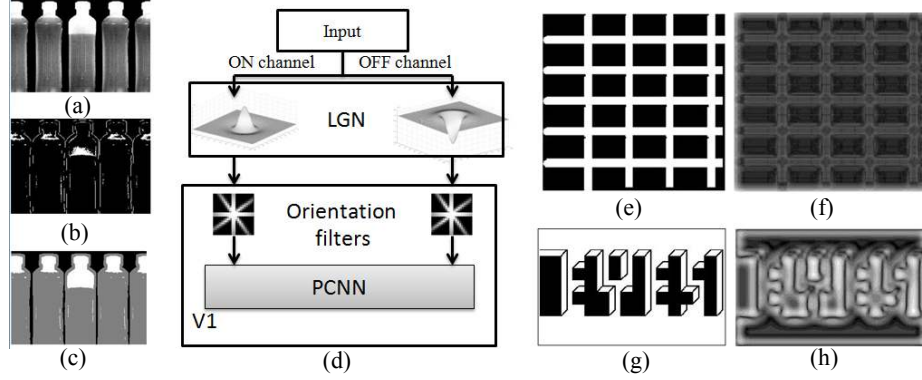 (a)
(b)
(c)
Input
ON channel
OFF channel
LGN
Orientation
filters
PCNN
V1
(d)
(e)
(f)
(g)
(h)